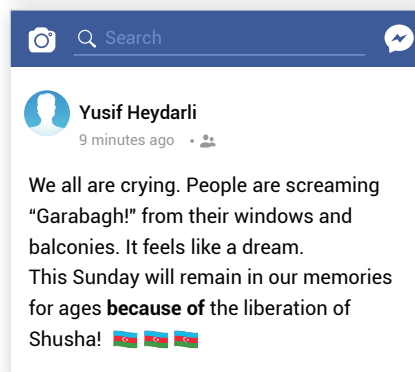 Search
Yusif Heydarli
9 minutes ago
We all are crying. People are screaming
“Garabagh!” from their windows and
balconies. It feels like a dream.
This Sunday will remain in our memories
for ages because of the liberation of
Shusha! 🇦🇿 🇦🇿 🇦🇿